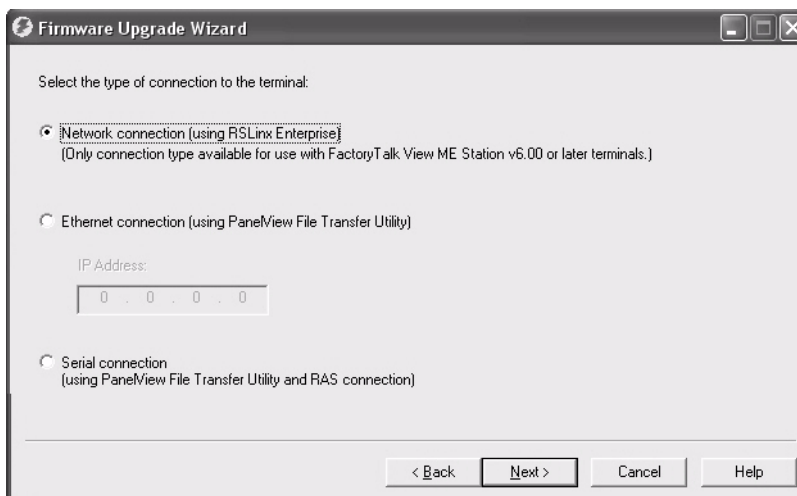 Firmware Upgrade Wizard
Select the type of connection to the terminal:
Network connection (using RSLinx Enterprise)
(Only connection type available for use with FactoryTalk View ME Station v6.00 or later terminals.)
Ethernet connection (using PanelView File Transfer Utility)
IP Address:
0 . 0 . 0 . 0
Serial connection
(using PanelView File Transfer Utility and RAS connection)
< Back Next > Cancel Help